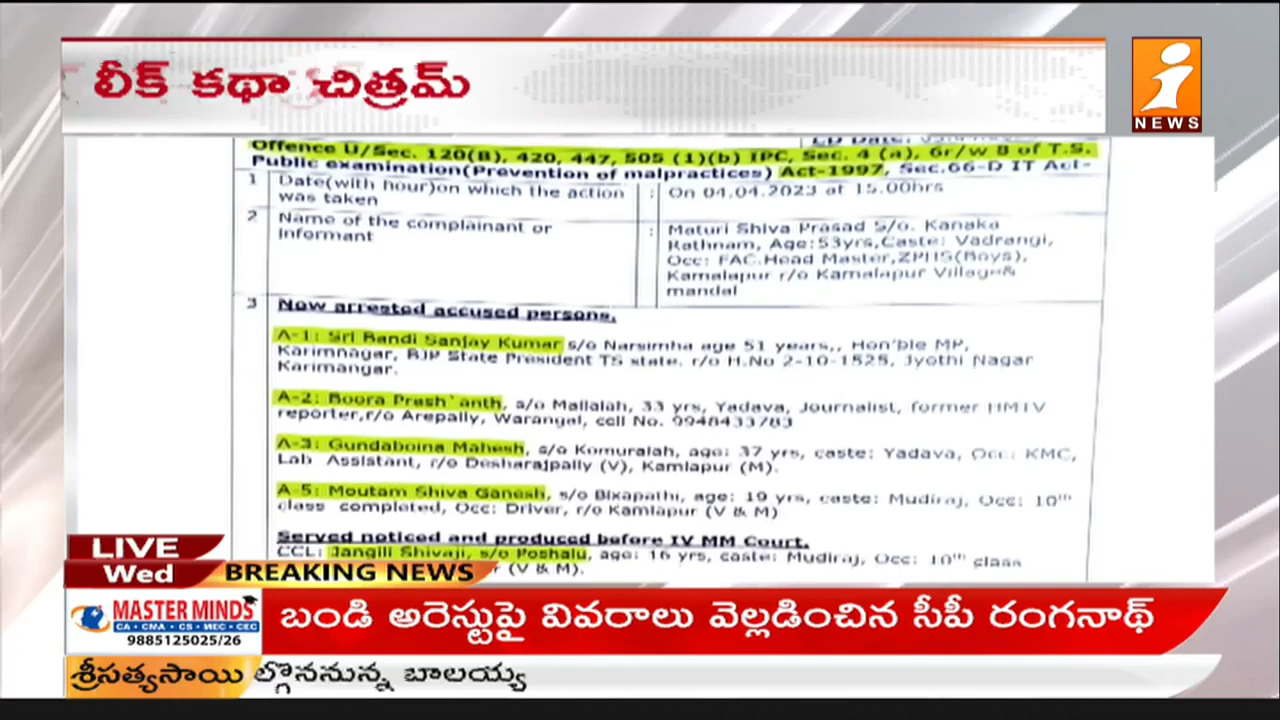 లీక్ కథా చిత్రమ్
i
NEWS
Offence U/Sec. 120(B), 420, 447, 505 (1)(b) IPC, Sec. 4 (a), 6r/w 8 of T.S.
Public examination(Prevention of malpractices) Act-1997, Sec.66-D IT Act-
1 Date(with hour)on which the action was taken : On 04.04.2023 at 15.00hrs
2 Name of the complainant or Informant : Maturi Shiva Prasad S/o. Kanaka
Rathnam, Age:53yrs,Caste: Vadrangi,
Occ: FAC.Head Master,ZPHS(Boys),
Kamalapur r/o Kamalapur Village&
mandal
3 Now arrested accused persons.
A-1: Sri Bandi Sanjay Kumar s/o Narsimha age 51 years,, Hon'ble MP,
Karimnagar, BJP State President TS state. r/o H.No 2-10-1525, Jyothi Nagar
Karimangar.
A-2: Boora Prash`anth, s/o Mallaiah, 33 yrs, Yadava, Journalist, former HMTV
reporter,r/o Arepally, Warangal, cell No. 9948433783
A-3: Gundaboina Mahesh, s/o Komuralah, age: 37 yrs, caste: Yadava, Occ: KMC,
Lab Assistant, r/o Desharajpally (V), Kamlapur (M).
A-5: Moutam Shiva Ganesh, s/o Bixapathi, age: 19 yrs, caste: Mudiraj, Occ: 10th
class completed, Occ: Driver, r/o Kamlapur (V & M)
Served noticed and produced before IV MM Court.
CCL: Jangili Shivaji, s/o Poshalu, age: 16 yrs, caste: Mudiraj, Occ: 10th class
(V & M).
LIVE
Wed
BREAKING NEWS
MASTER MINDS
CA • CMA • CS • MEC • CEC
9885125025/26
బండి అరెస్టుపై వివరాలు వెల్లడించిన సీపీ రంగనాథ్
శ్రీసత్యసాయి ల్గొననున్న బాలయ్య